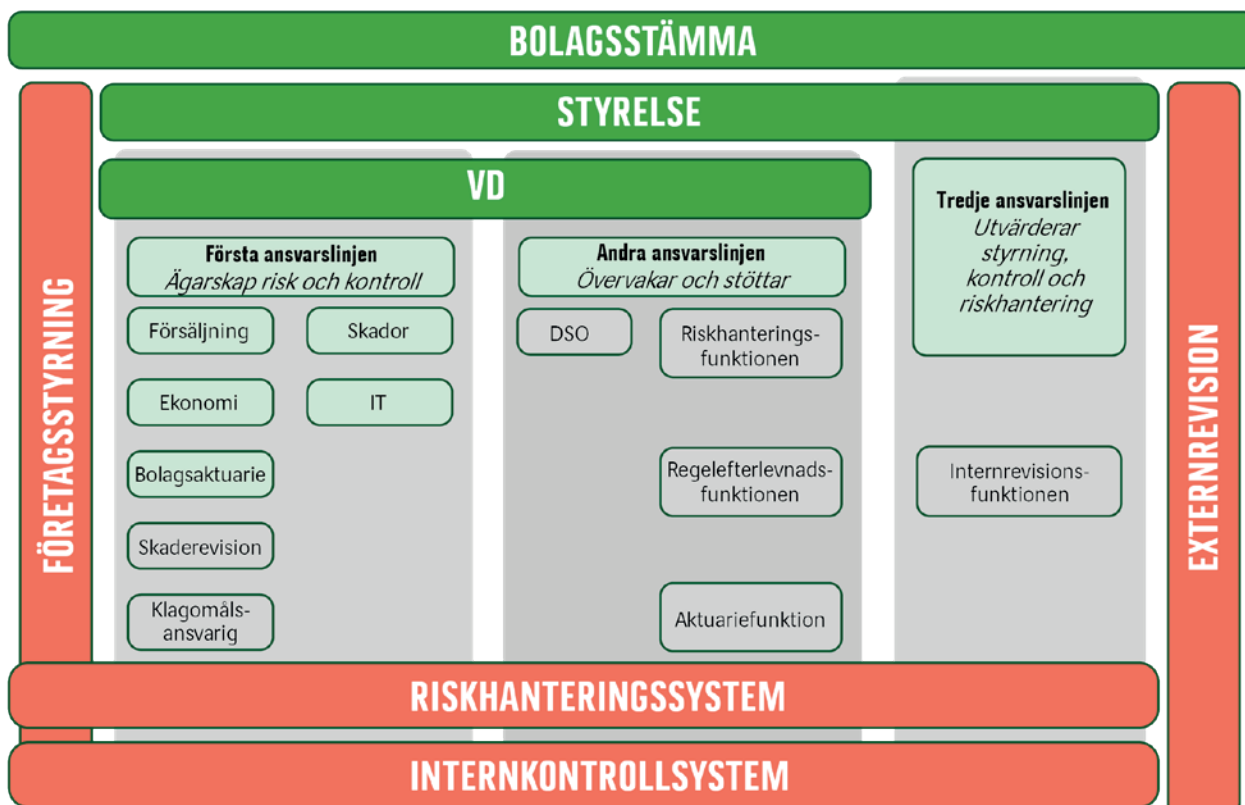 BOLAGSSTÄMMA
STYRELSE
VD
FÖRETAGSSTYRNING
Första ansvarslinjen
Ägarskap risk och kontroll
Försäljning
Skador
Ekonomi
IT
Bolagsaktuarie
Skaderevision
Klagomåls-
ansvarig
Andra ansvarslinjen
Övervakar och stöttar
DSO
Riskhanterings-
funktionen
Regelefterlevnads-
funktionen
Aktuariefunktion
Tredje ansvarslinjen
Utvärderar
styrning,
kontroll och
riskhantering
Internrevisions-
funktionen
EXTERNREVISION
RISKHANTERINGSSYSTEM
INTERNKONTROLLSYSTEM